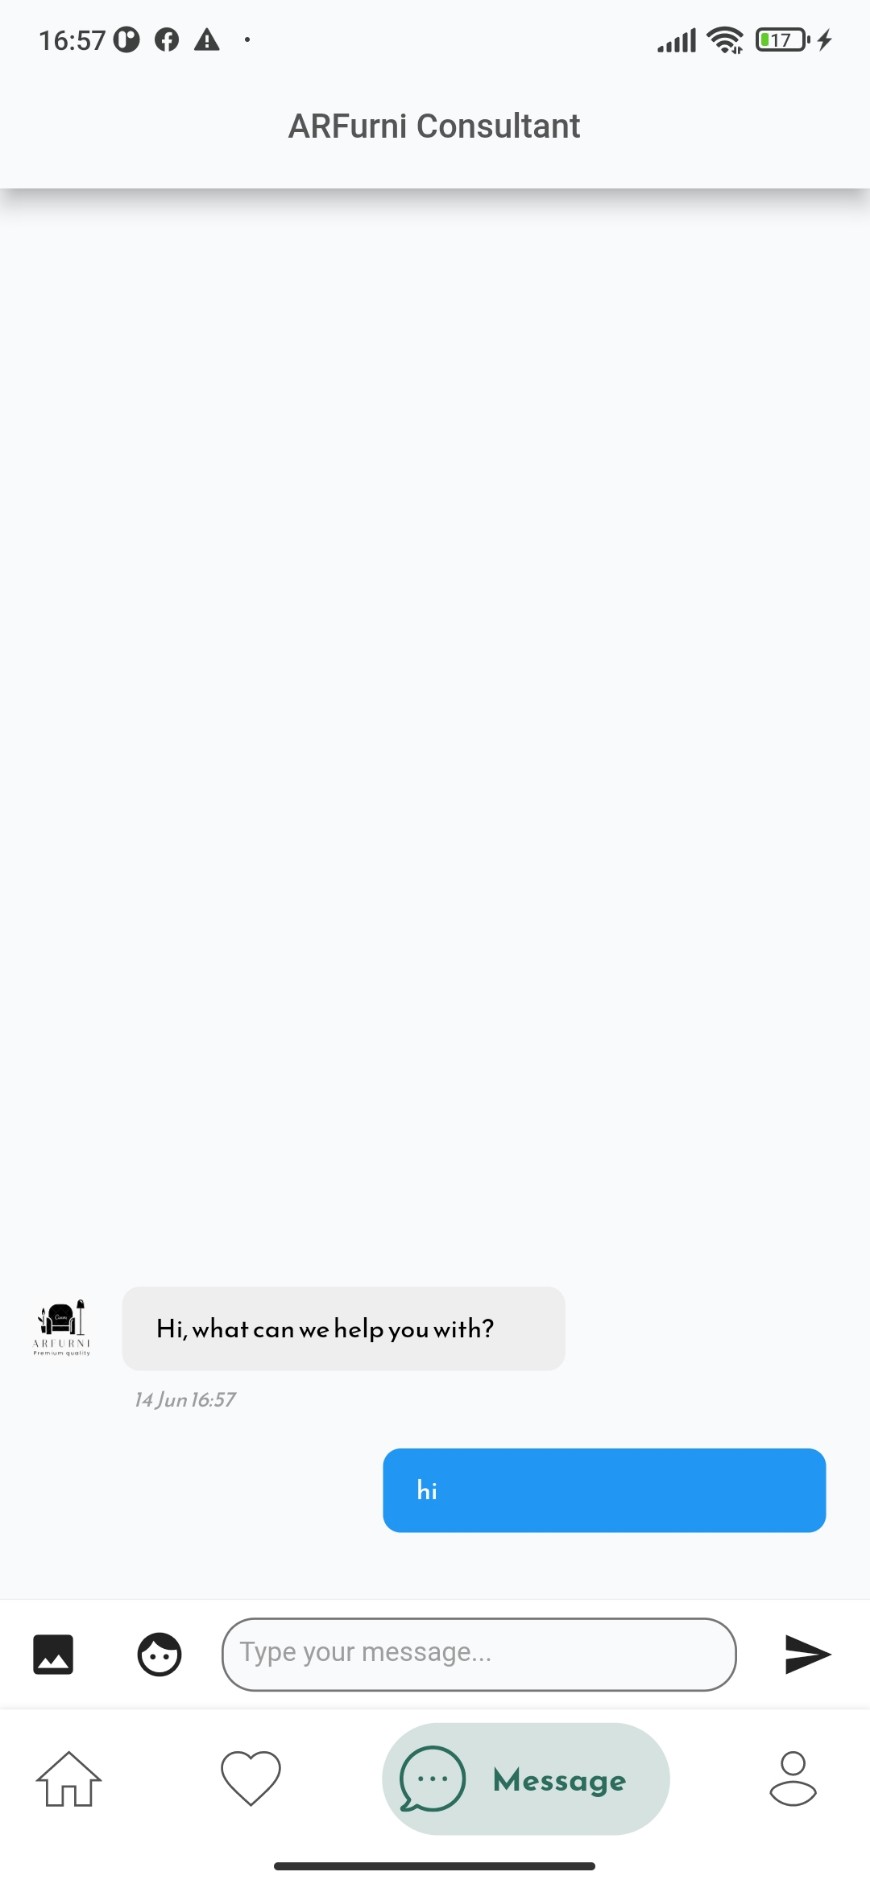 16:57
17
ARFurni Consultant
Hi, what can we help you with?
ARFURNI
Premium quality
14 Jun 16:57
hi
Type your message...
Message